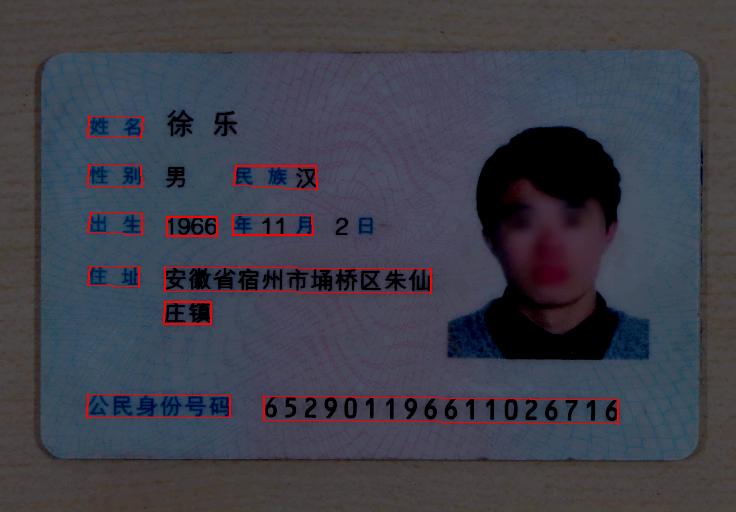 姓名 徐乐
性别 男 民族 汉
出生 1966 年 11 月 2 日
住址 安徽省宿州市埇桥区朱仙
庄镇
公民身份号码 652901196611026716